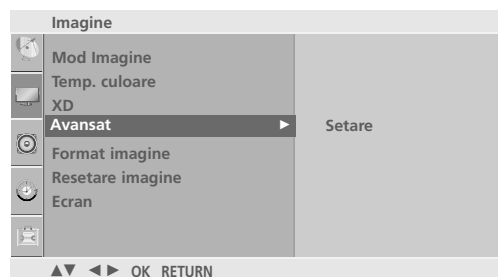 Imagine
Mod Imagine
Temp. culoare
XD
Avansat ► Setare
Format imagine
Resetare imagine
Ecran
▲▼ ◄► OK RETURN